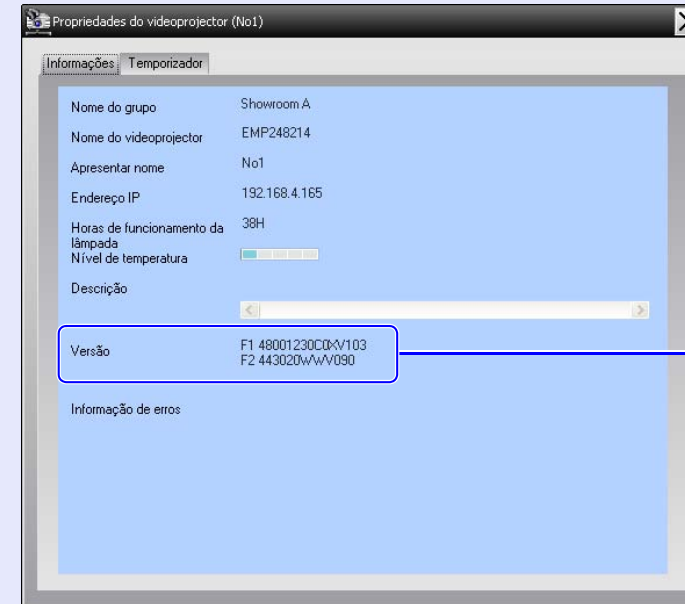 Propriedades do videoprojector (No1)
Informações Temporizador
Nome do grupo Showroom A
Nome do videoprojector EMP248214
Apresentar nome No1
Endereço IP 192.168.4.165
Horas de funcionamento da lâmpada 38H
Nível de temperatura
Descrição
Versão F1 48001230C0XV103
F2 443020WWV090
Informação de erros